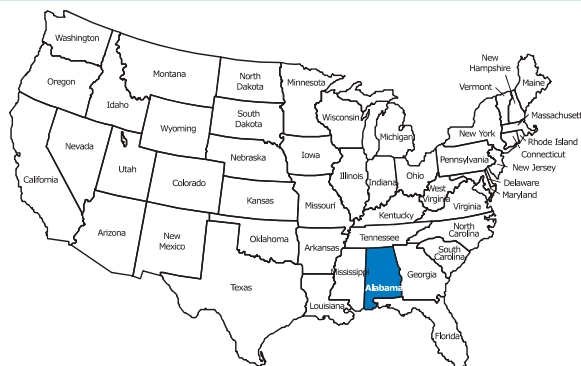 Washington
Oregon
Idaho
Montana
North
Dakota
Minnesota
South
Dakota
Wyoming
Nebraska
Iowa
Wisconsin
Michigan
Nevada
Utah
Colorado
California
Kansas
Missouri
Illinois
Indiana
Ohio
Arizona
New
Mexico
Oklahoma
Arkansas
Texas
Louisiana
Mississippi
Alabama
Georgia
Florida
Tennessee
Kentucky
West
Virginia
Virginia
North
Carolina
South
Carolina
Pennsylvania
New York
Vermont
New
Hampshire
Maine
Massachusett
Rhode Island
Connecticut
New Jersey
Delaware
Maryland